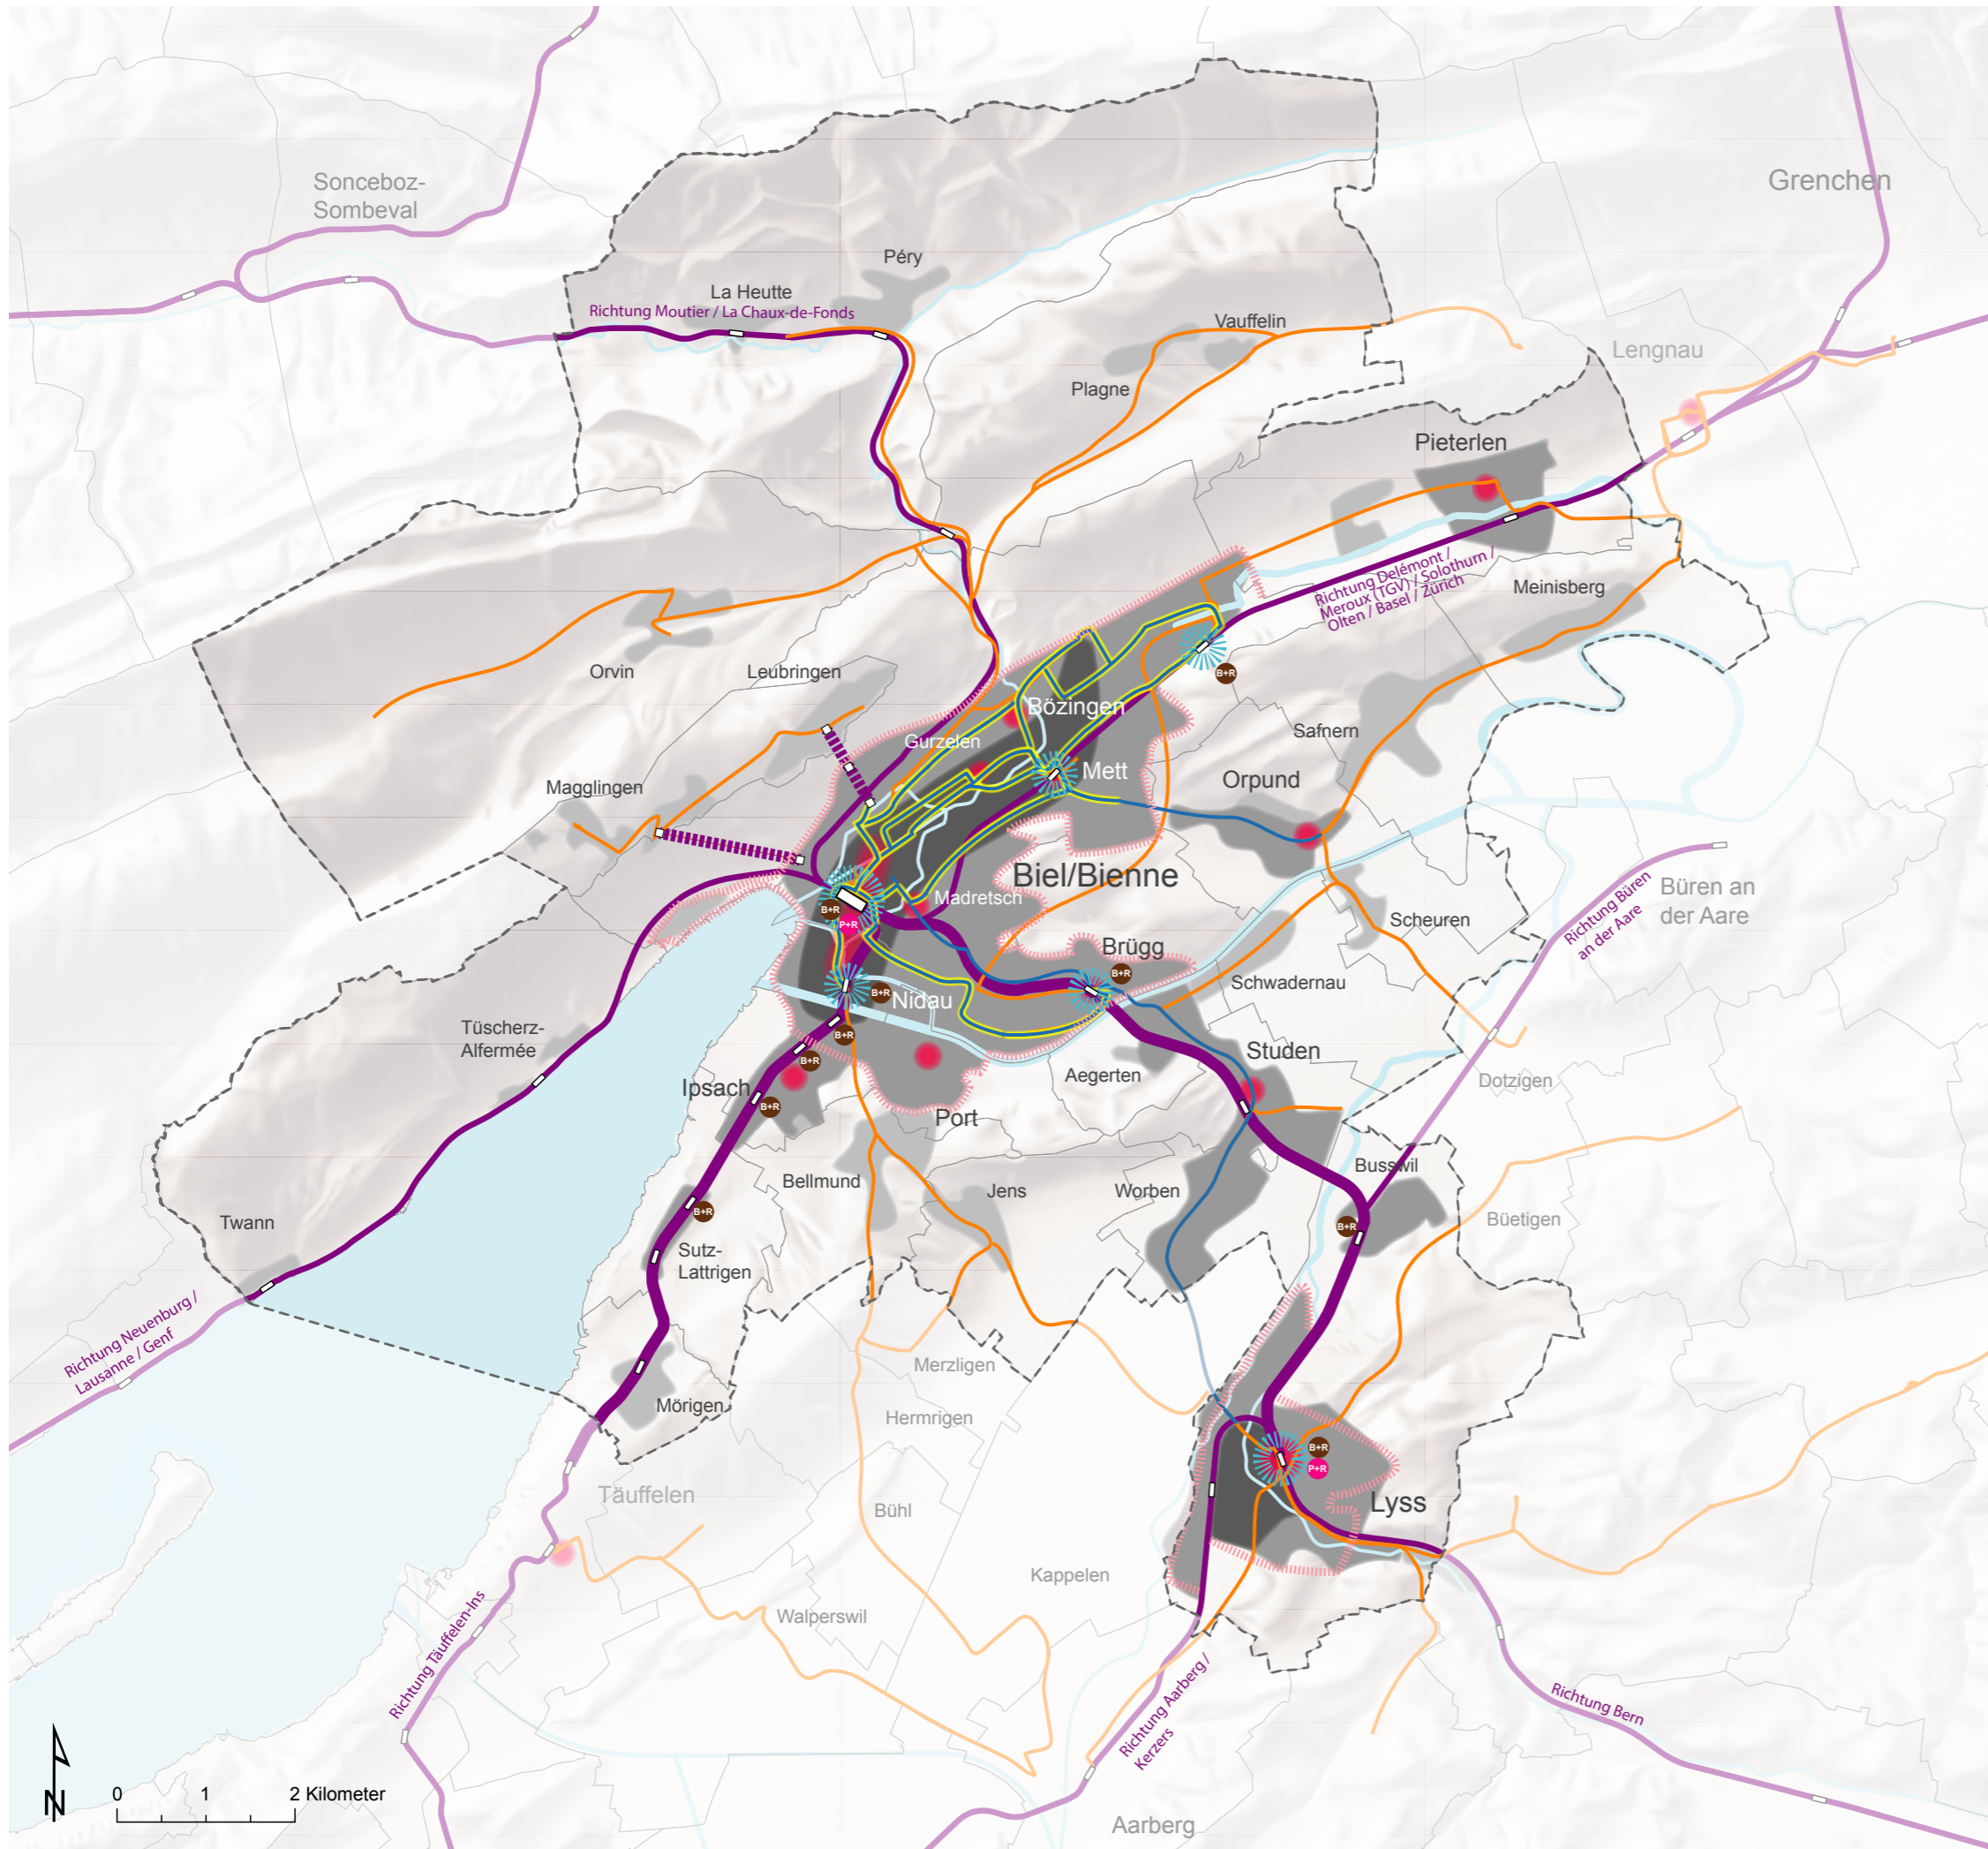 Sonceboz-
Sombeval
Grenchen
Péry
La Heutte
Richtung Moutier / La Chaux-de-Fonds
Vauffelin
Lengnau
Plagne
Pieterlen
Richtung Delémont /
Meroux (TGV) / Solothurn /
Olten / Basel / Zürich
Meinisberg
Orvin
Leubringen
B+R
Bözingen
Gurzelen
Safnern
Mett
Orpund
Magglingen
Biel/Bienne
Madretsch
Büren an
der Aare
Richtung Büren
an der Aare
B+R
P+R
Scheuren
Brügg
B+R
Schwadernau
B+R
Nidau
Tüscherz-
Alfermée
B+R
Studen
B+R
Aegerten
Dotzigen
Ipsach
B+R
Port
Busswil
Bellmund
Jens
Worben
B+R
Twann
Büetigen
B+R
Sutz-
Lattrigen
Richtung Neuenburg /
Lausanne / Genf
Merzligen
Mörigen
Hermrigen
B+R
P+R
Täuffelen
Lyss
Bühl
Kappelen
Walperswil
Richtung Täuffelen-Ins
Richtung Aarberg /
Kerzers
Richtung Bern
N
0 1 2 Kilometer
Aarberg